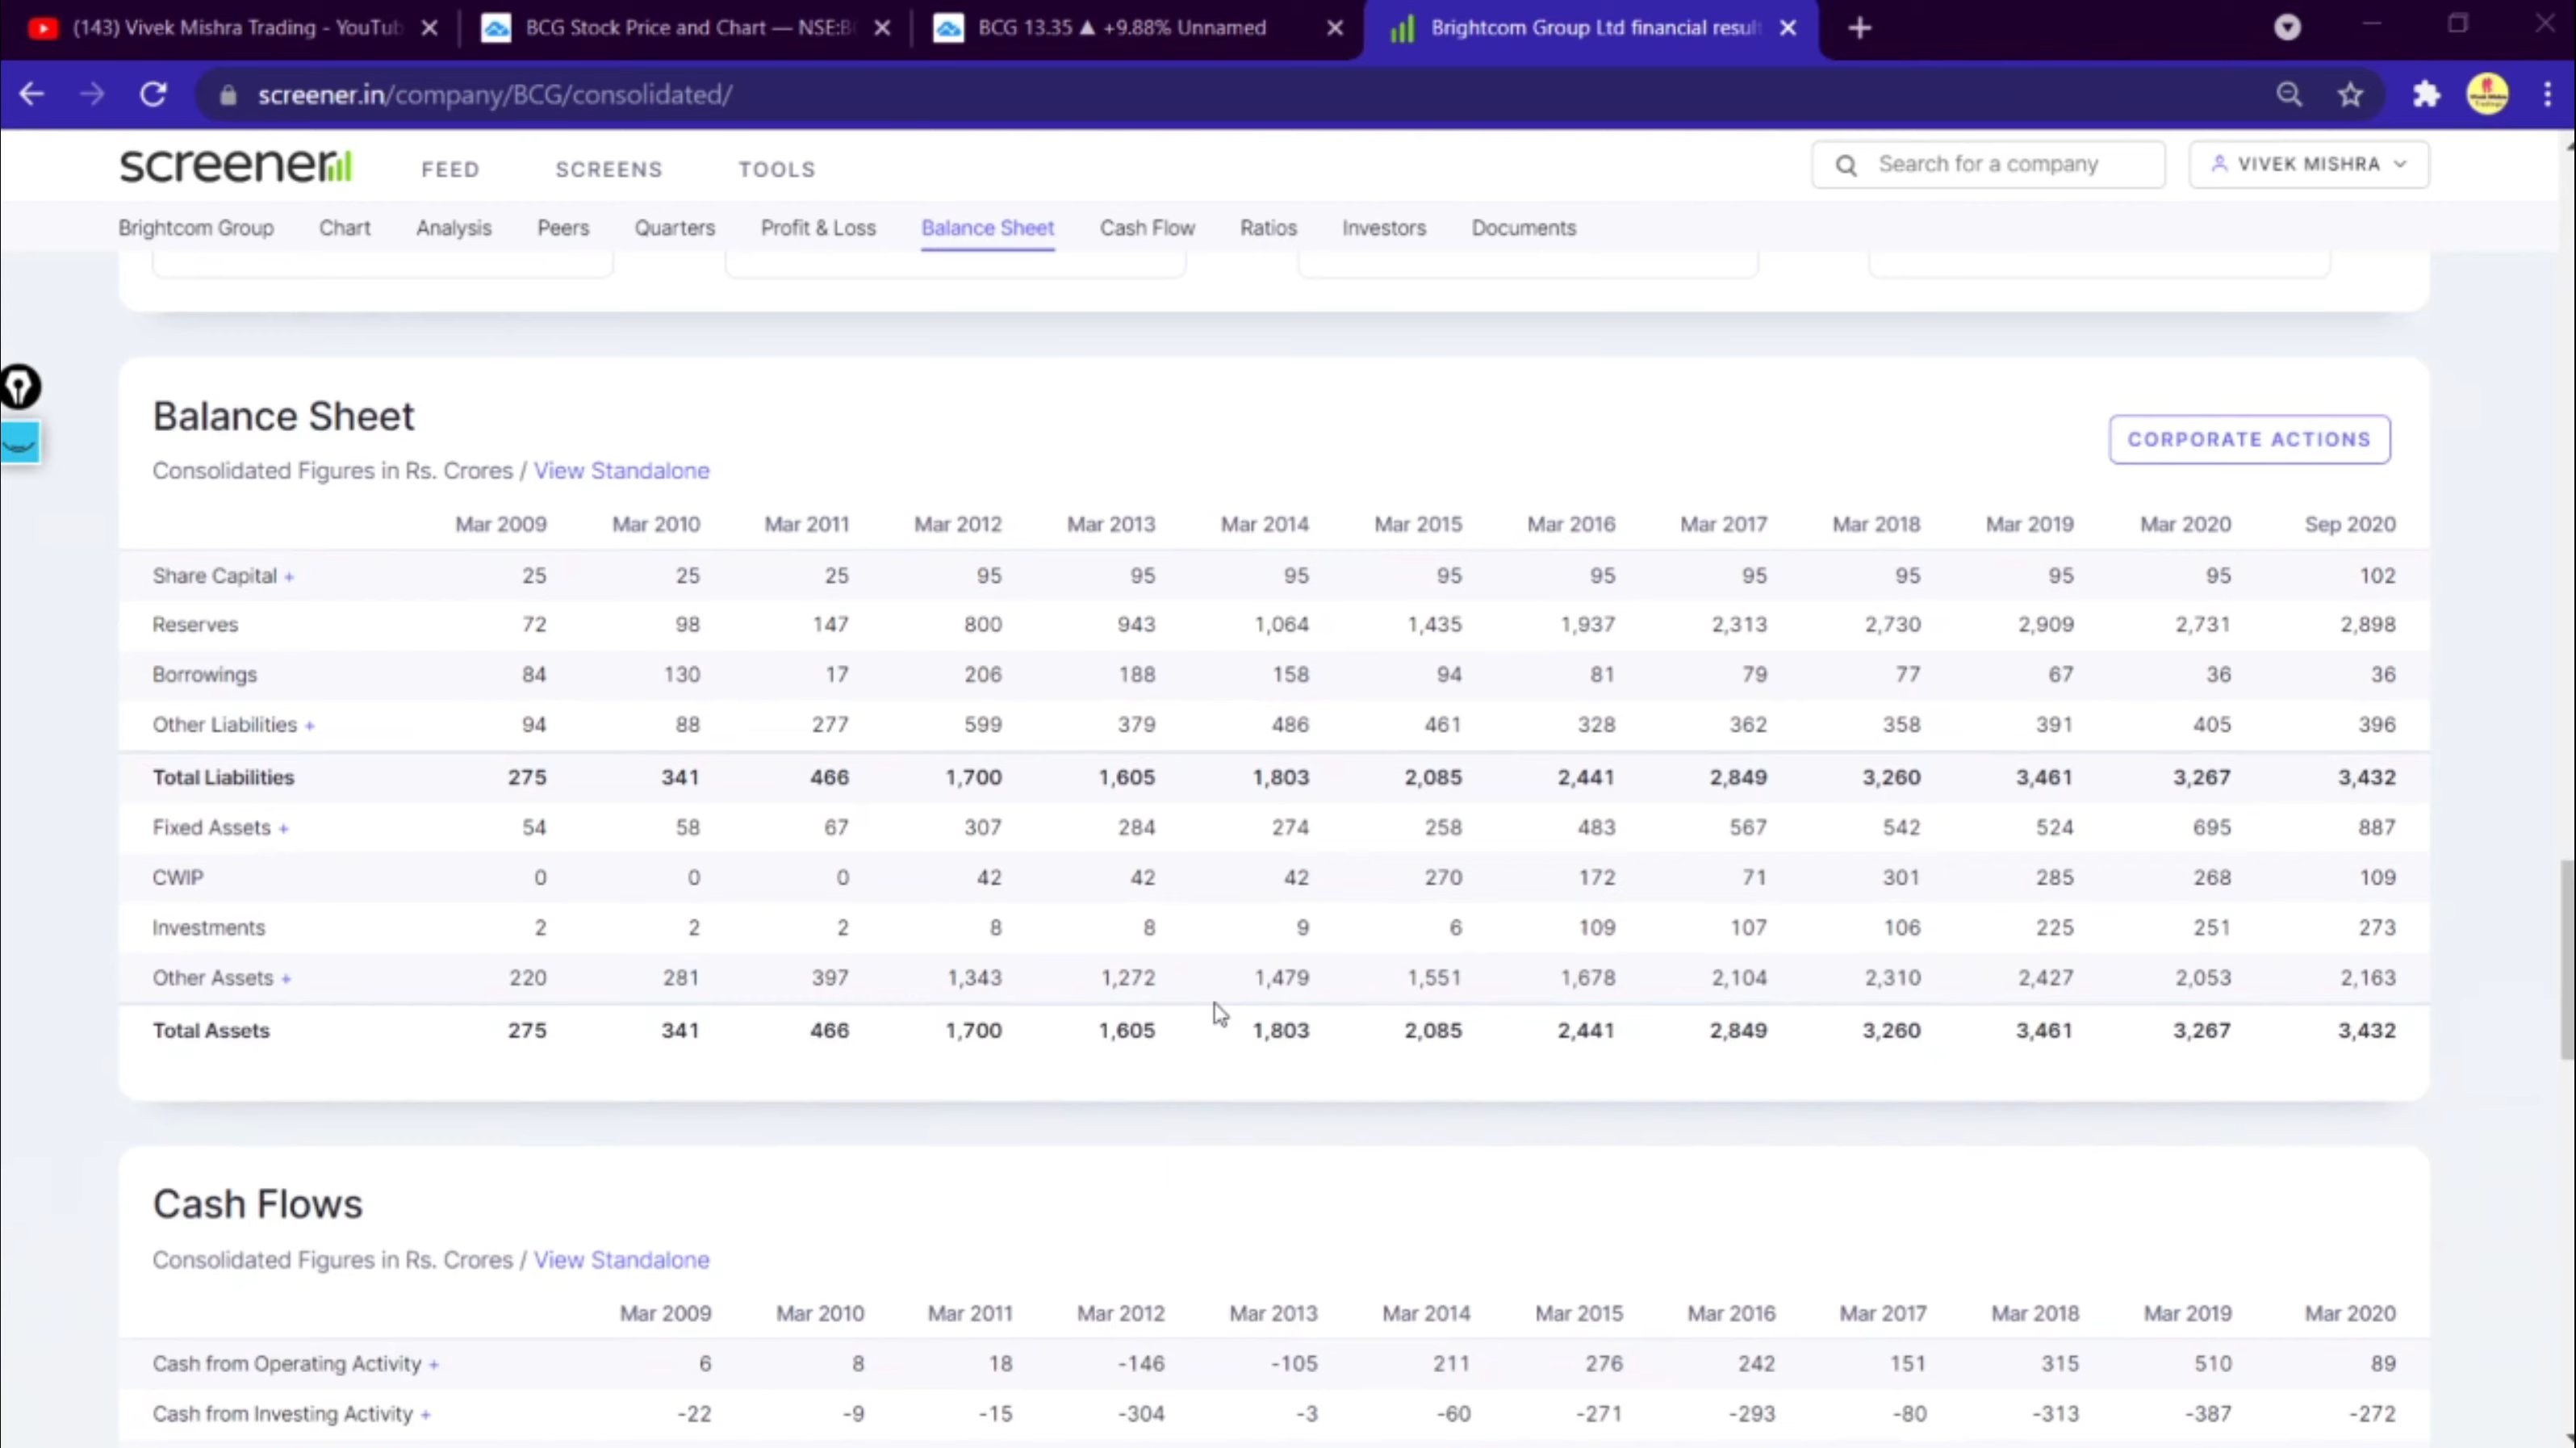 (143) Vivek Mishra Trading - YouTub
BCG Stock Price and Chart — NSE:B
BCG 13.35 ▲ +9.88% Unnamed
Brightcom Group Ltd financial resul
screener.in/company/BCG/consolidated/
screener FEED SCREENS TOOLS Search for a company VIVEK MISHRA
Brightcom Group Chart Analysis Peers Quarters Profit & Loss Balance Sheet Cash Flow Ratios Investors Documents
Balance Sheet
CORPORATE ACTIONS
Consolidated Figures in Rs. Crores / View Standalone
Mar 2009 Mar 2010 Mar 2011 Mar 2012 Mar 2013 Mar 2014 Mar 2015 Mar 2016 Mar 2017 Mar 2018 Mar 2019 Mar 2020 Sep 2020
Share Capital + 25 25 25 95 95 95 95 95 95 95 95 95 102
Reserves 72 98 147 800 943 1,064 1,435 1,937 2,313 2,730 2,909 2,731 2,898
Borrowings 84 130 17 206 188 158 94 81 79 77 67 36 36
Other Liabilities + 94 88 277 599 379 486 461 328 362 358 391 405 396
Total Liabilities 275 341 466 1,700 1,605 1,803 2,085 2,441 2,849 3,260 3,461 3,267 3,432
Fixed Assets + 54 58 67 307 284 274 258 483 567 542 524 695 887
CWIP 0 0 0 42 42 42 270 172 71 301 285 268 109
Investments 2 2 2 8 8 9 6 109 107 106 225 251 273
Other Assets + 220 281 397 1,343 1,272 1,479 1,551 1,678 2,104 2,310 2,427 2,053 2,163
Total Assets 275 341 466 1,700 1,605 1,803 2,085 2,441 2,849 3,260 3,461 3,267 3,432
Cash Flows
Consolidated Figures in Rs. Crores / View Standalone
Mar 2009 Mar 2010 Mar 2011 Mar 2012 Mar 2013 Mar 2014 Mar 2015 Mar 2016 Mar 2017 Mar 2018 Mar 2019 Mar 2020
Cash from Operating Activity + 6 8 18 -146 -105 211 276 242 151 315 510 89
Cash from Investing Activity + -22 -9 -15 -304 -3 -60 -271 -293 -80 -313 -387 -272